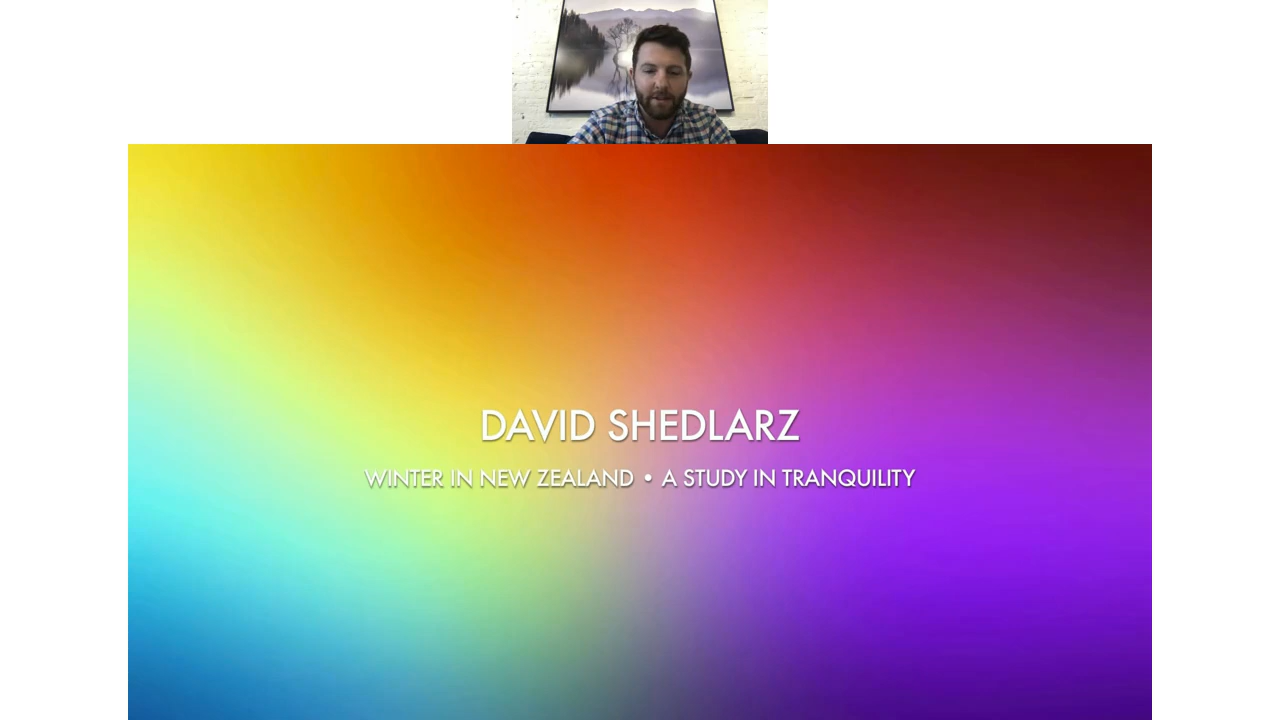 DAVID SHEDLARZ
WINTER IN NEW ZEALAND • A STUDY IN TRANQUILITY